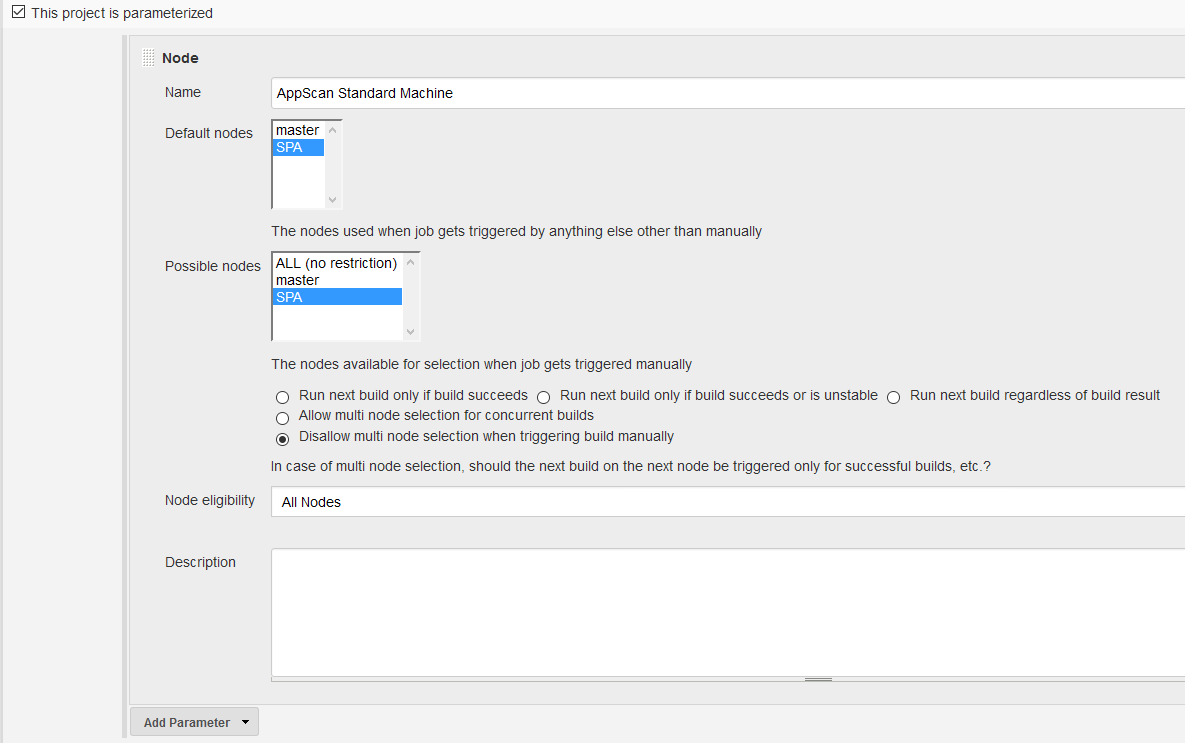 This project is parameterized
Node
Name
AppScan Standard Machine
Default nodes
master
SPA
The nodes used when job gets triggered by anything else other than manually
Possible nodes
ALL (no restriction)
master
SPA
The nodes available for selection when job gets triggered manually
Run next build only if build succeeds Run next build only if build succeeds or is unstable Run next build regardless of build result
Allow multi node selection for concurrent builds
Disallow multi node selection when triggering build manually
In case of multi node selection, should the next build on the next node be triggered only for successful builds, etc.?
Node eligibility
All Nodes
Description
Add Parameter